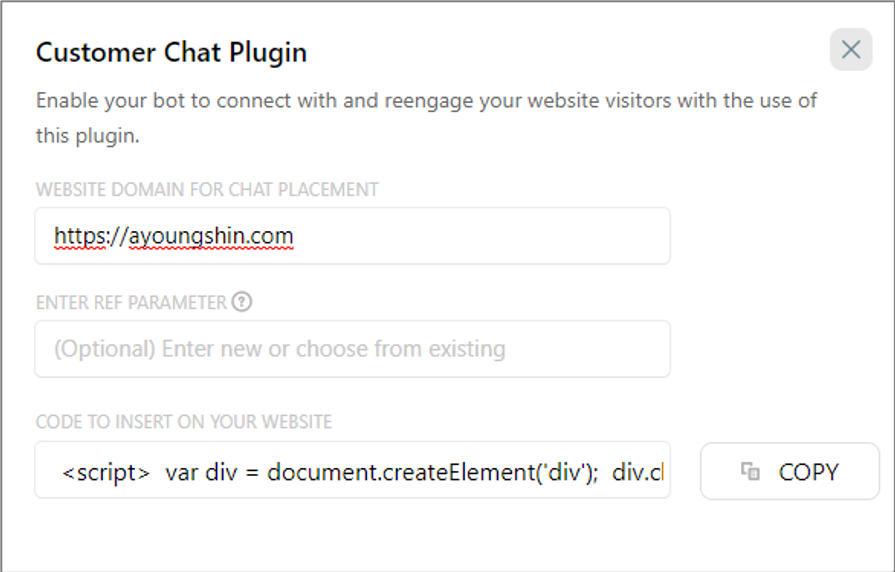 Customer Chat Plugin
Enable your bot to connect with and reengage your website visitors with the use of
this plugin.
WEBSITE DOMAIN FOR CHAT PLACEMENT
https://ayoungshin.com
ENTER REF PARAMETER ?
(Optional) Enter new or choose from existing
CODE TO INSERT ON YOUR WEBSITE
<script> var div = document.createElement('div'); div.cl
COPY